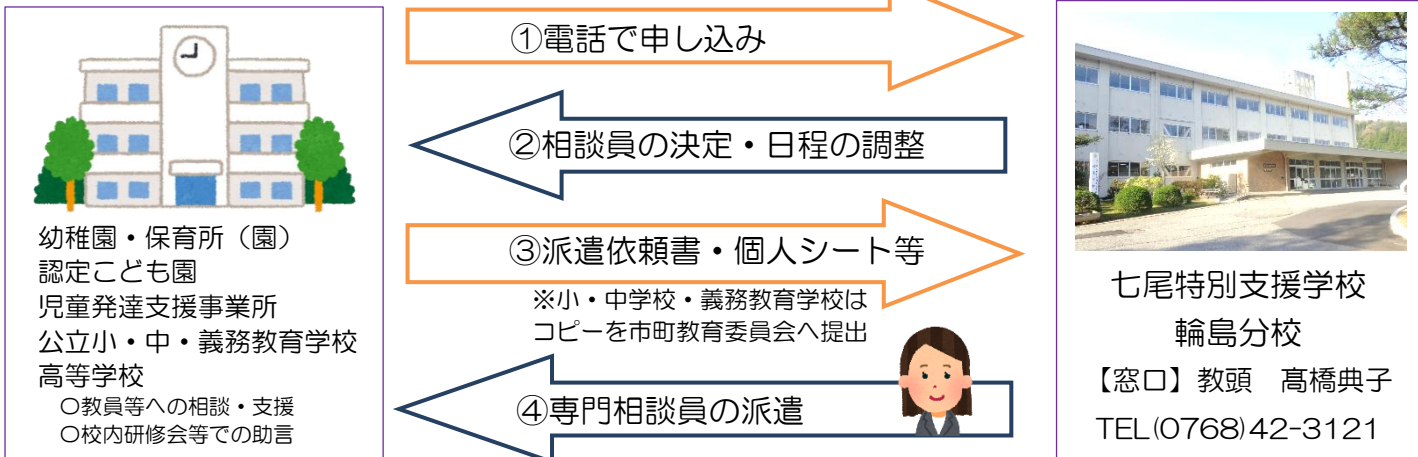 ①電話で申し込み
②相談員の決定・日程の調整
③派遣依頼書・個人シート等
※小・中学校・義務教育学校は
コピーを市町教育委員会へ提出
④専門相談員の派遣
幼稚園・保育所（園）
認定こども園
児童発達支援事業所
公立小・中・義務教育学校
高等学校
〇教員等への相談・支援
〇校内研修会等での助言
七尾特別支援学校
輪島分校
【窓口】教頭　髙橋典子
TEL(0768)42-3121